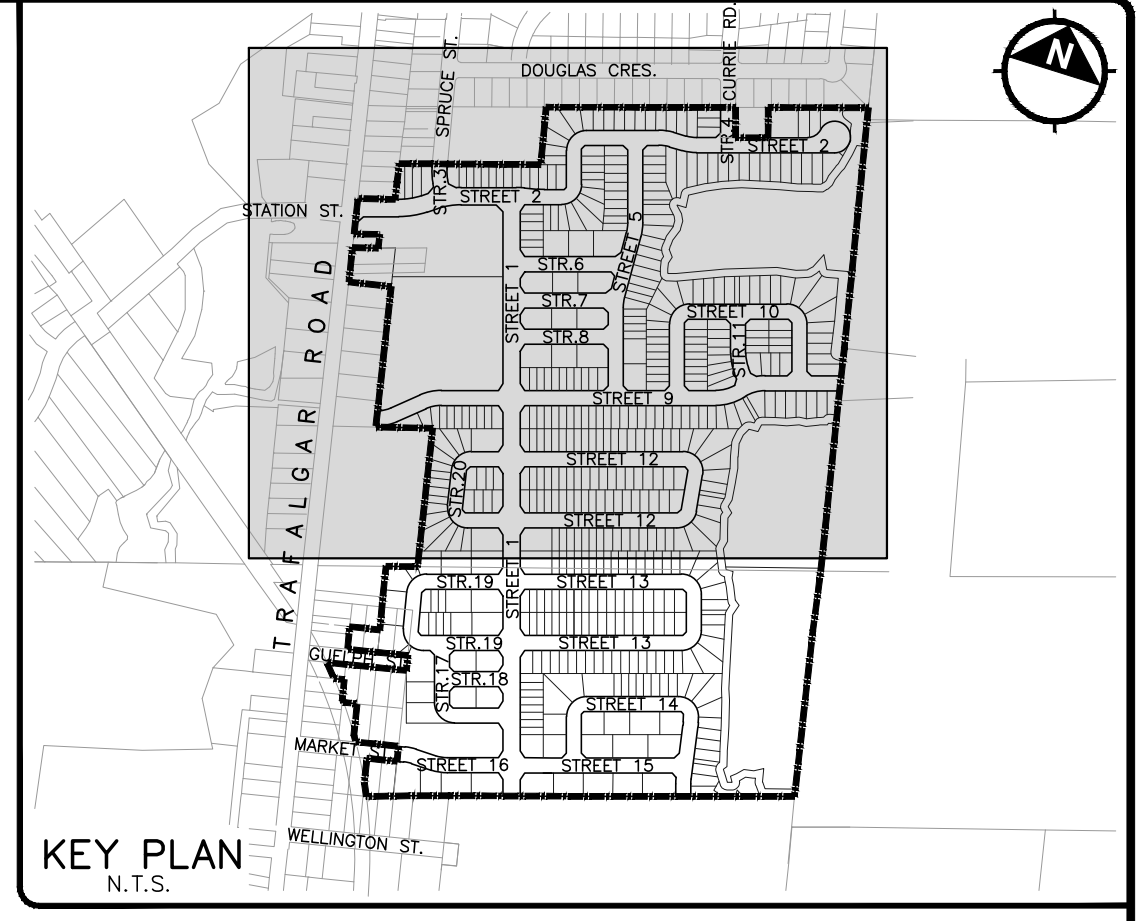 CURRIE RD.
SPRUCE ST.
DOUGLAS CRES.
N
STR.4
STREET 2
STR.3
STREET 2
STATION ST.
STREET 5
STR.6
STREET 1
STR.7
STREET 10
STR.8
STR.11
STREET 9
TRAFALGAR ROAD
STREET 12
STR.20
STREET 12
STREET 1
STR.19
STREET 13
STR.19
STREET 13
GUELPH ST.
STR.17
STR.18
STREET 14
MARKET ST.
STREET 16
STREET 15
WELLINGTON ST.
KEY PLAN
N.T.S.